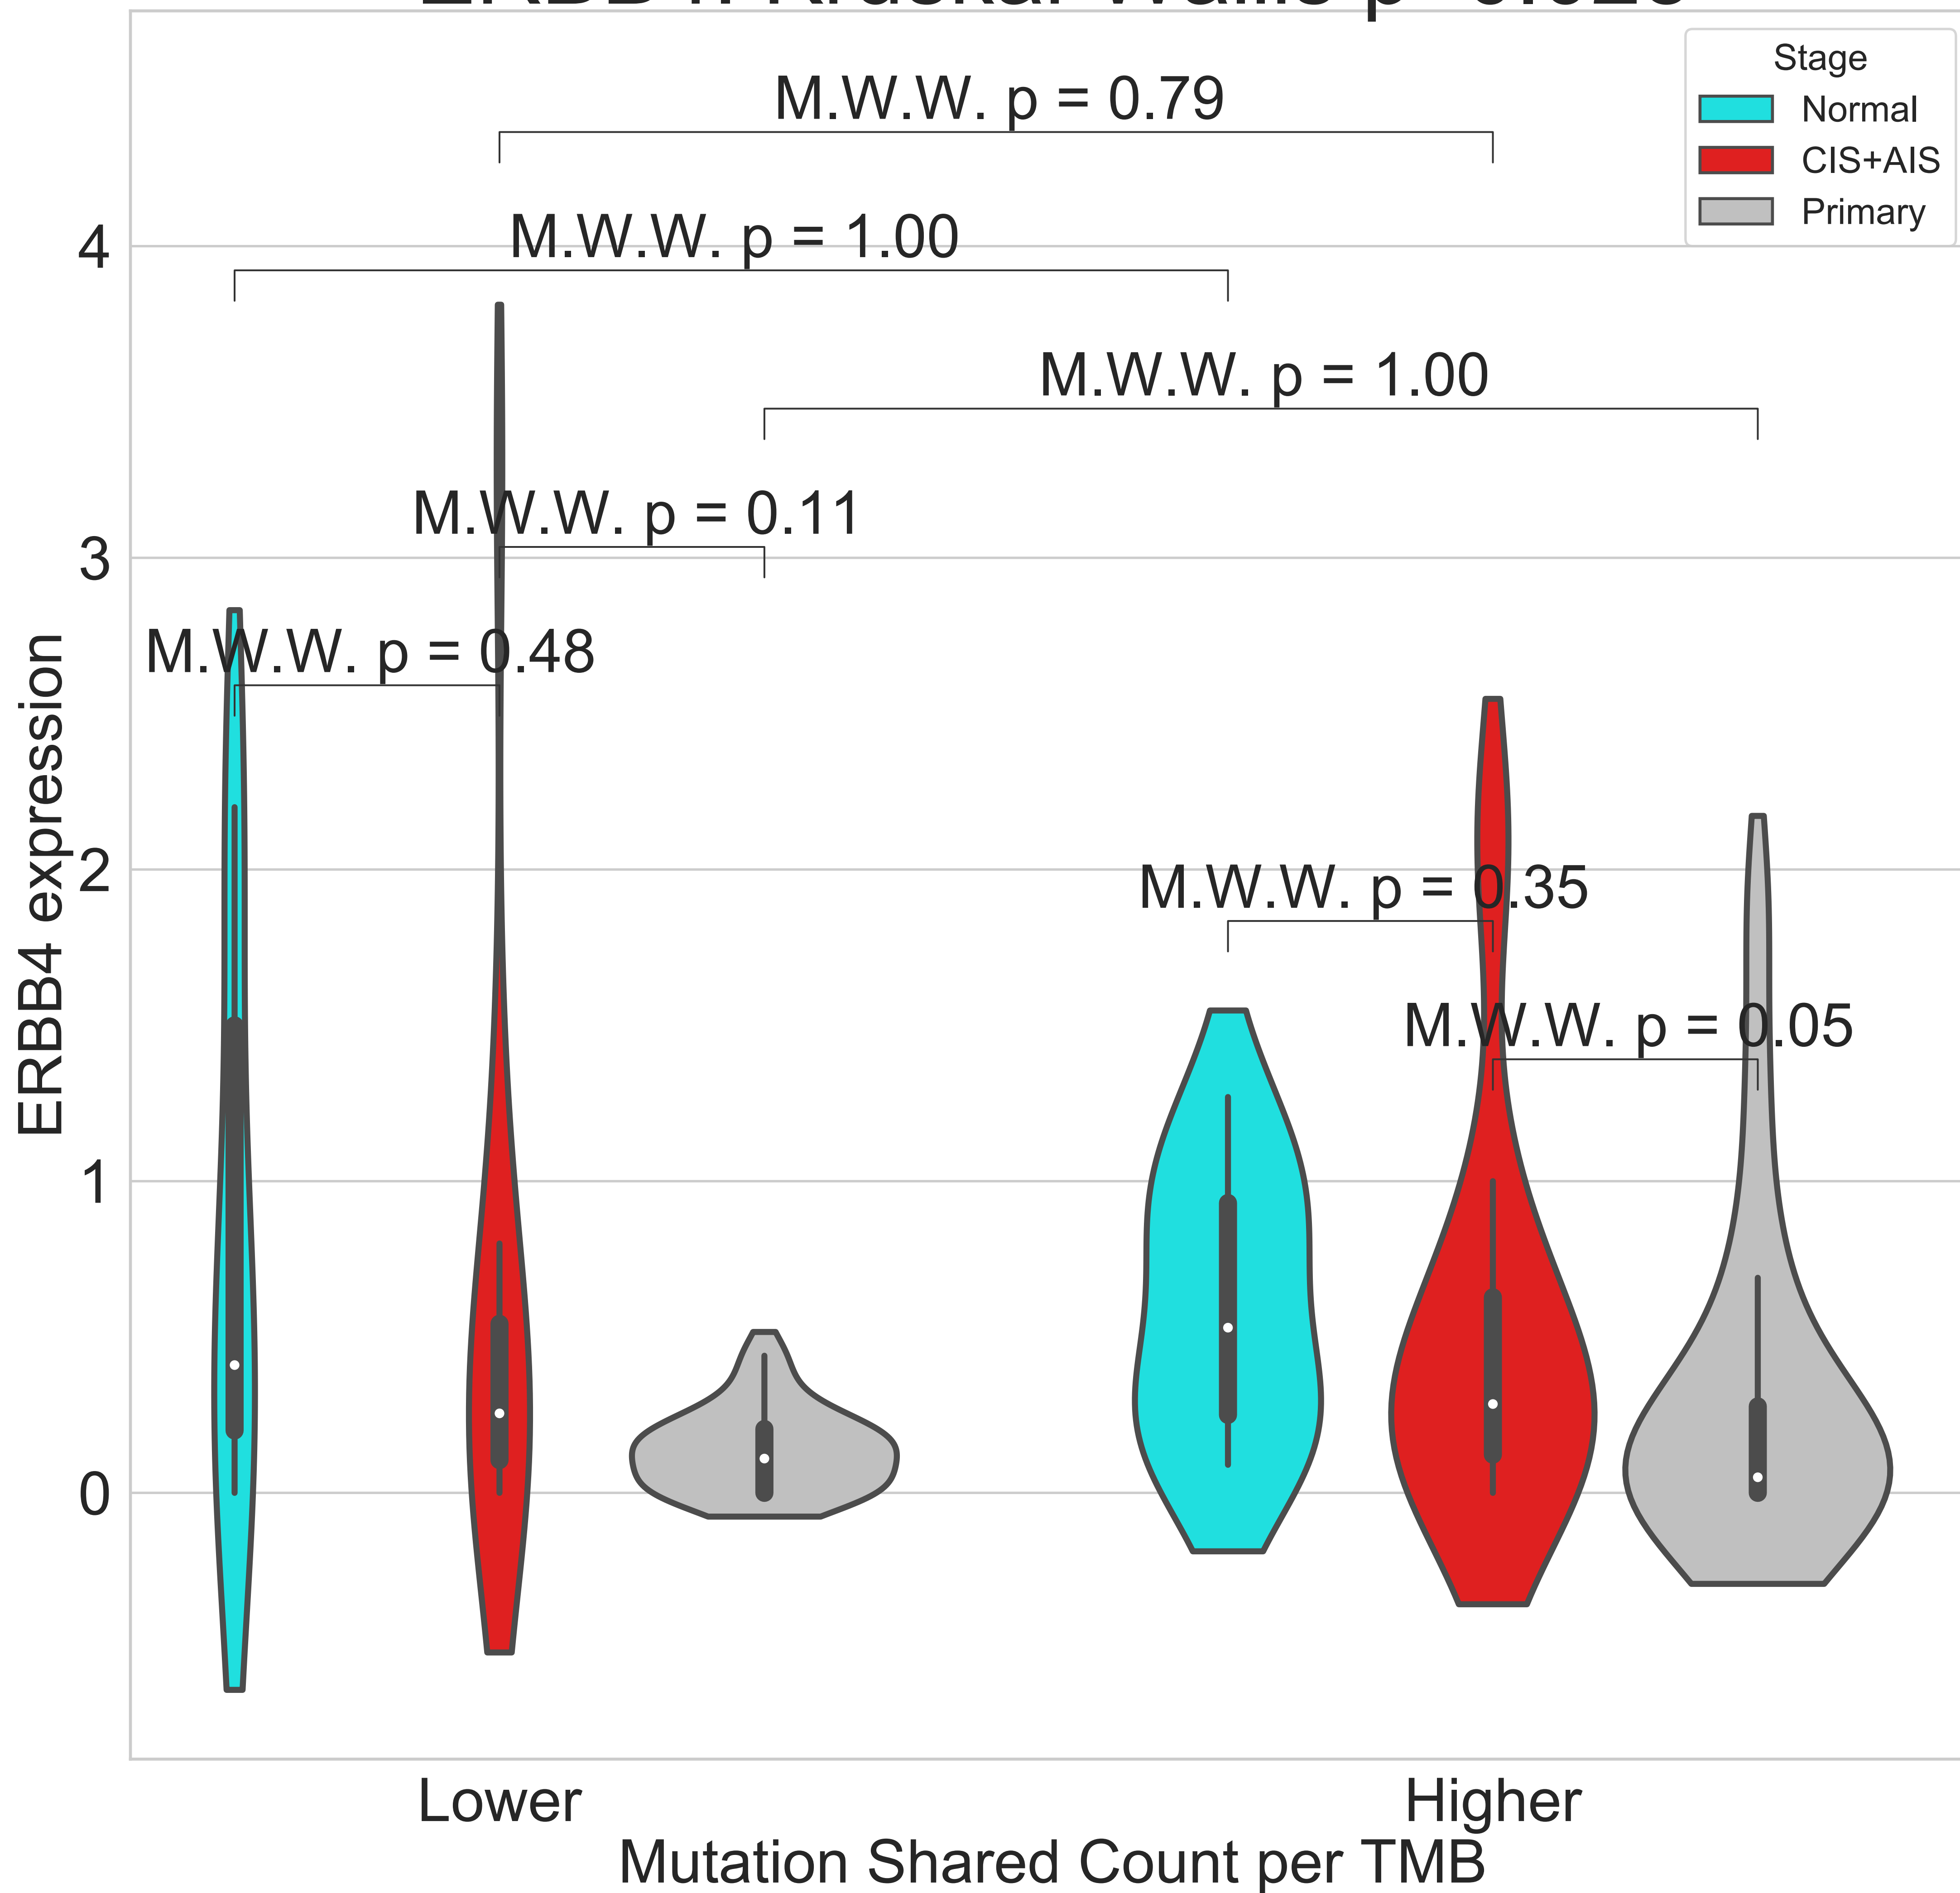 Stage
Normal
CIS+AIS
Primary
M.W.W. p = 0.79
M.W.W. p = 1.00
M.W.W. p = 1.00
M.W.W. p = 0.11
M.W.W. p = 0.48
M.W.W. p = 0.35
M.W.W. p = 0.05
4
3
2
1
0
ERBB4 expression
Lower
Higher
Mutation Shared Count per TMB